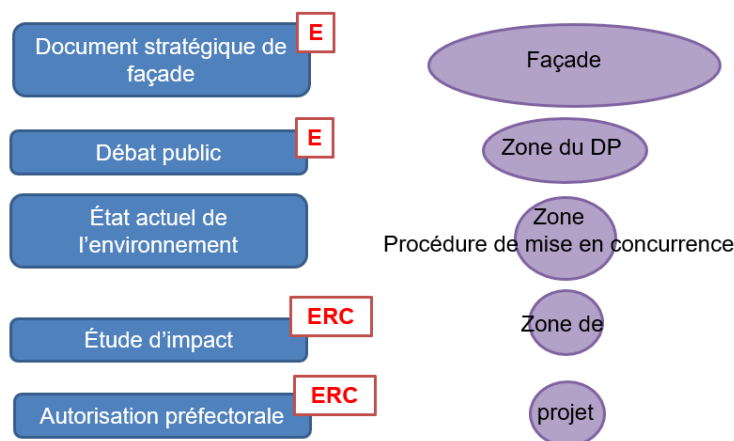 E
Document stratégique de
façade
Façade
E
Débat public
Zone du DP
État actuel de
l'environnement
Zone
Procédure de mise en concurrence
ERC
Étude d'impact
Zone de
ERC
Autorisation préfectorale
projet